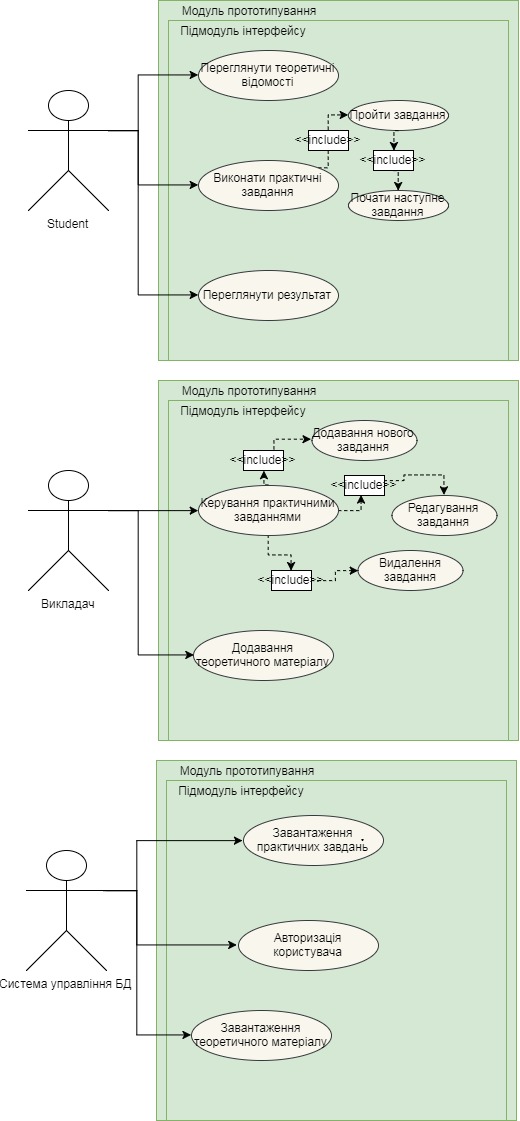 Модуль прототипування
Підмодуль інтерфейсу
Переглянути теоретичні
відомості
Пройти завдання
<<include>>
<<include>>
Виконати практичні
завдання
Почати наступне
завдання
Student
Переглянути результат
Модуль прототипування
Підмодуль інтерфейсу
Додавання нового
завдання
<<include>>
<<include>>
Керування практичними
завданнями
Редагування
завдання
Видалення
завдання
<<include>>
Викладач
Додавання
теоретичного матеріалу
Модуль прототипування
Підмодуль інтерфейсу
Завантаження
практичних завдань
Авторизація
користувача
Система управління БД
Завантаження
теоретичного матеріалу